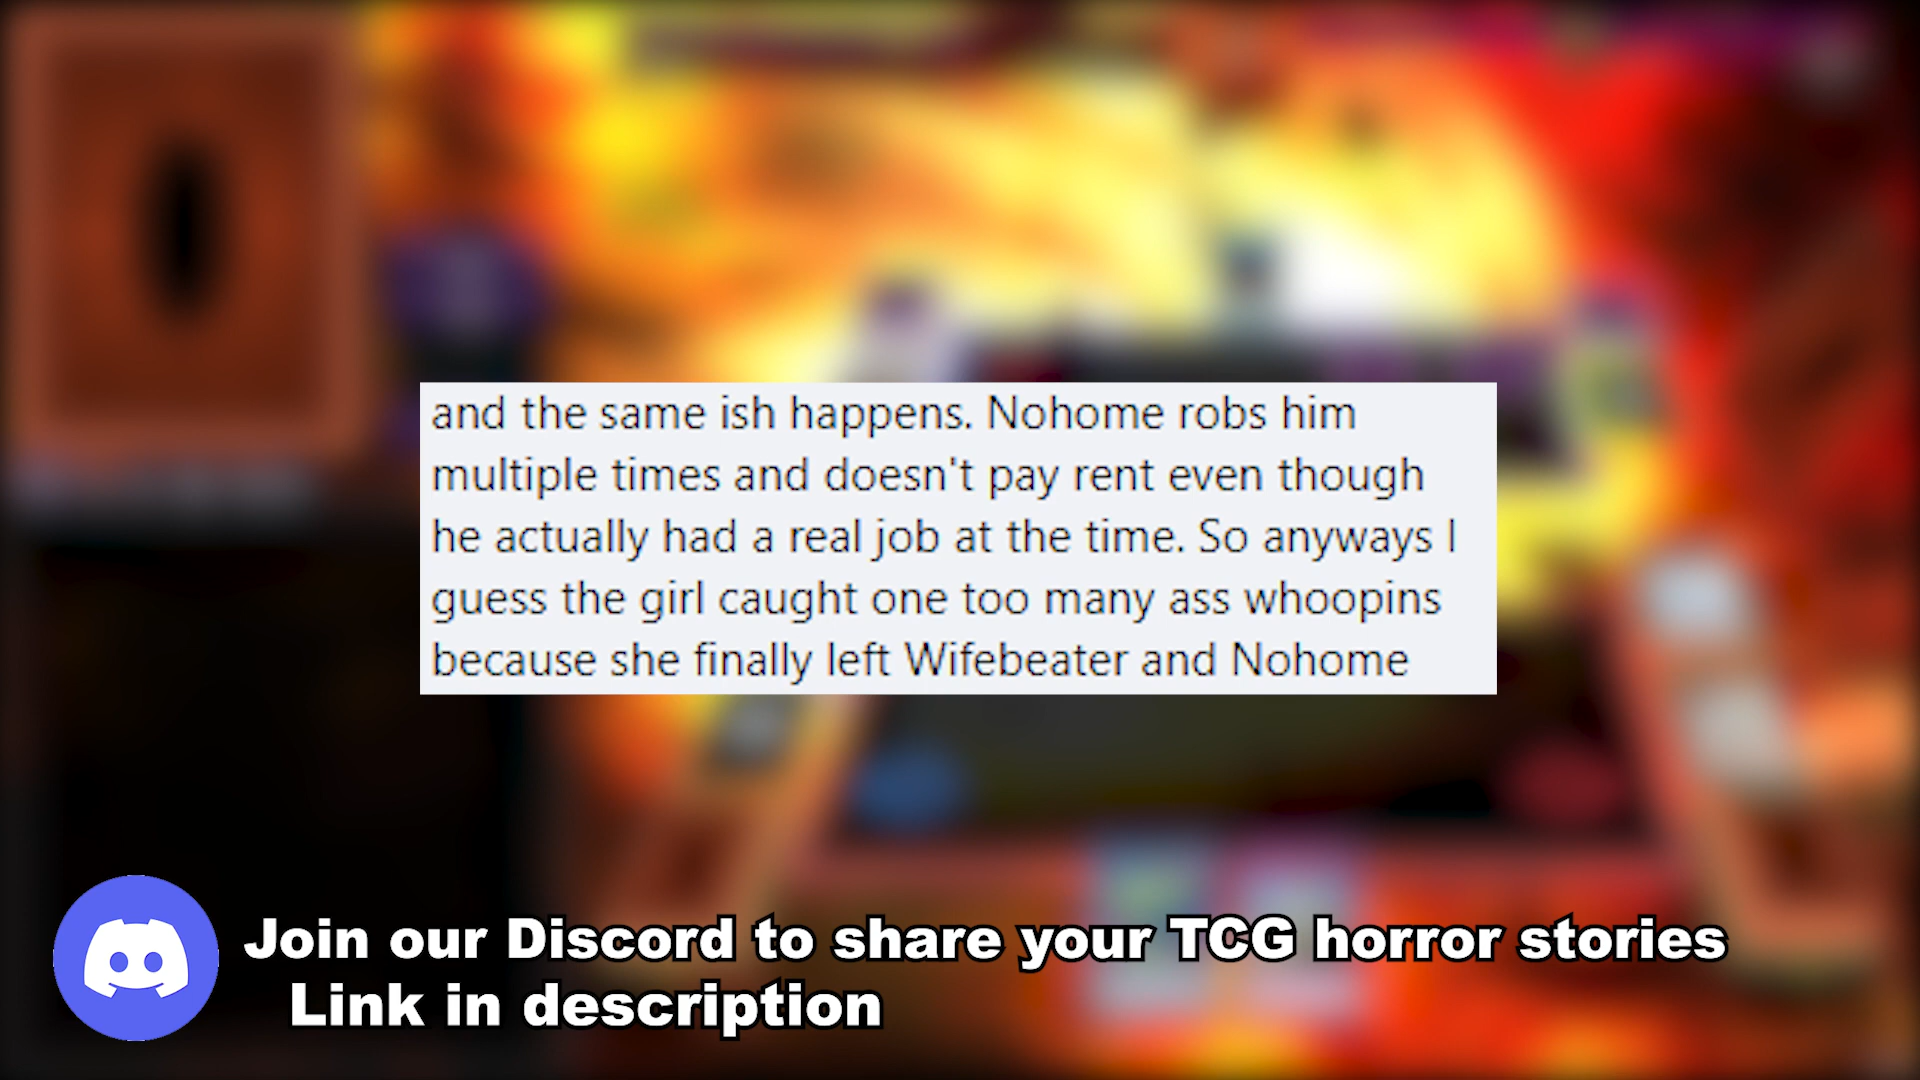 and the same ish happens. Nohome robs him
multiple times and doesn't pay rent even though
he actually had a real job at the time. So anyways I
guess the girl caught one too many ass whoopins
because she finally left Wifebeater and Nohome
Join our Discord to share your TCG horror stories
Link in description